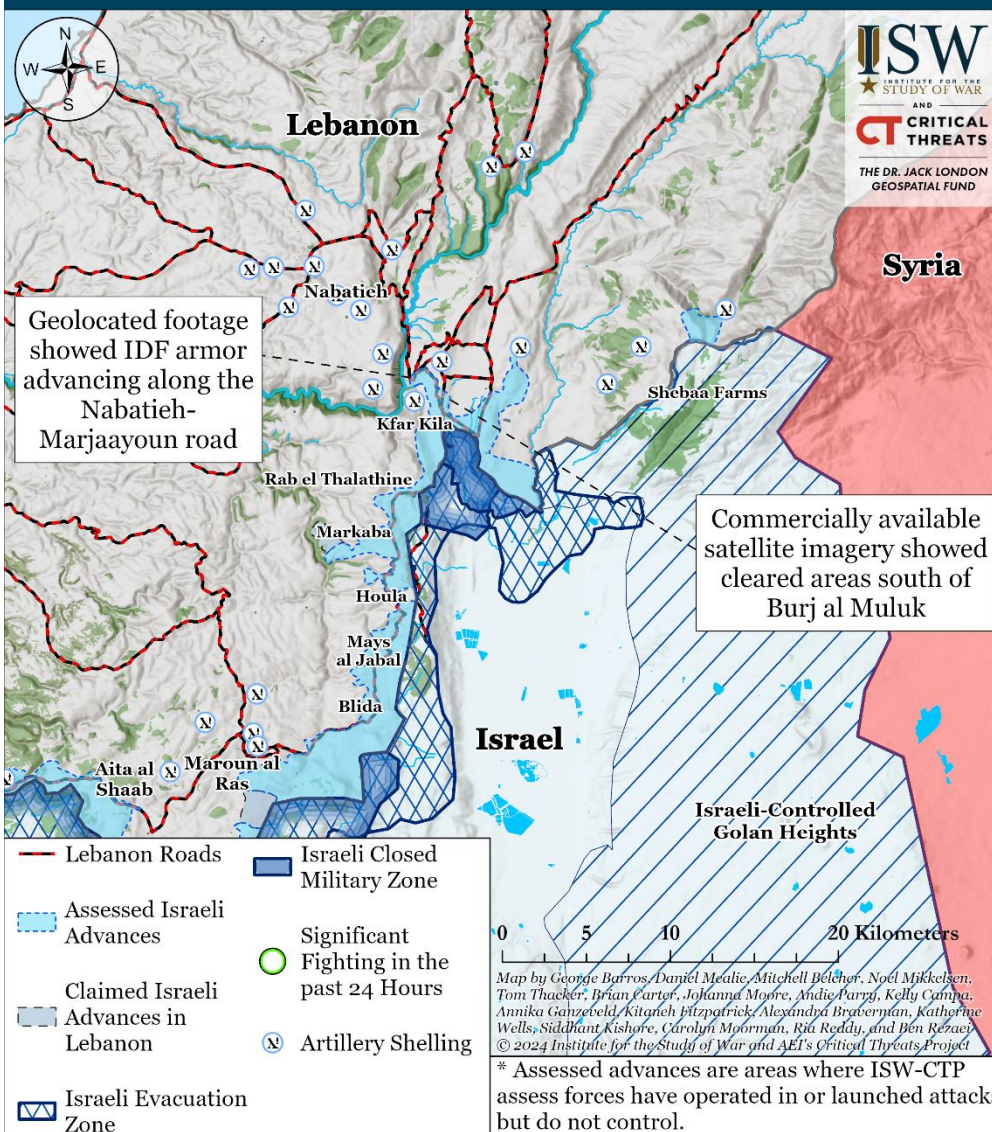 N
W
E
S
ISW
INSTITUTE FOR THE
STUDY OF WAR
AND
CT CRITICAL
THREATS
THE DR. JACK LONDON
GEOSPATIAL FUND
Lebanon
Syria
Nabatieh
Geolocated footage
showed IDF armor
advancing along the
Nabatieh-
Marjaayoun road
Shebaa Farms
Kfar Kila
Rab el Thalathine
Markaba
Commercially available
satellite imagery showed
cleared areas south of
Burj al Muluk
Houla
Mays
al Jabal
Blida
Israel
Aita al
Shaab
Maroun al
Ras
Israeli-Controlled
Golan Heights
Lebanon Roads
Assessed Israeli
Advances
Claimed Israeli
Advances in
Lebanon
Israeli Evacuation
Zone
Israeli Closed
Military Zone
Significant
Fighting in the
past 24 Hours
Artillery Shelling
0 5 10 20 Kilometers
Map by George Barros, Daniel Mealie, Mitchell Belcher, Noel Mikkelsen,
Tom Thacker, Brian Carter, Johanna Moore, Andie Parry, Kelly Campa,
Annika Ganzeveld, Kitaneh Fitzpatrick, Alexandra Braverman, Katherine
Wells, Siddhant Kishore, Carolyn Moorman, Ria Reddy, and Ben Rezaei
© 2024 Institute for the Study of War and AEI's Critical Threats Project
* Assessed advances are areas where ISW-CTP
assess forces have operated in or launched attacks
but do not control.